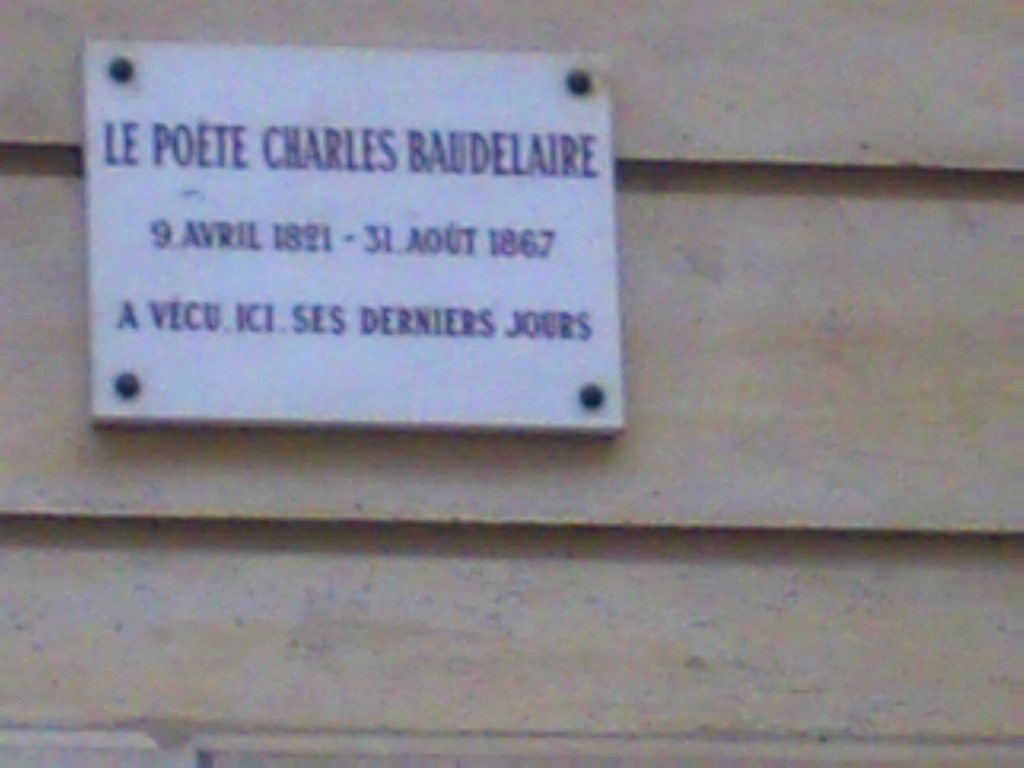 LE POÈTE CHARLES BAUDELAIRE
9.AVRIL 1821 - 31.AOÛT 1867
A VÉCU.ICI.SES DERNIERS JOURS